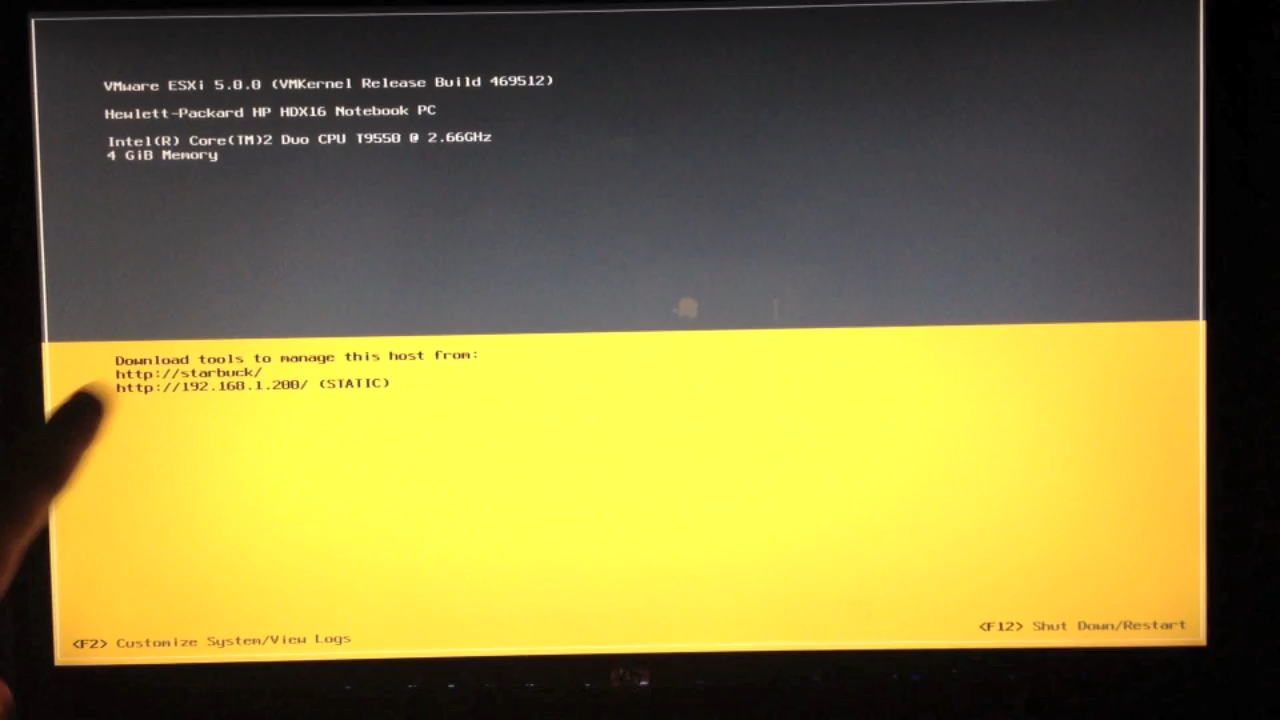 VMware ESXi 5.0.0 (VMKernel Release Build 469512)
Hewlett-Packard HP HDX16 Notebook PC
Intel(R) Core(TM)2 Duo CPU T9550 @ 2.66GHz
4 GiB Memory
Download tools to manage this host from:
http://starbuck/
http://192.168.1.200/ (STATIC)
<F2> Customize System/View Logs
<F12> Shut Down/Restart